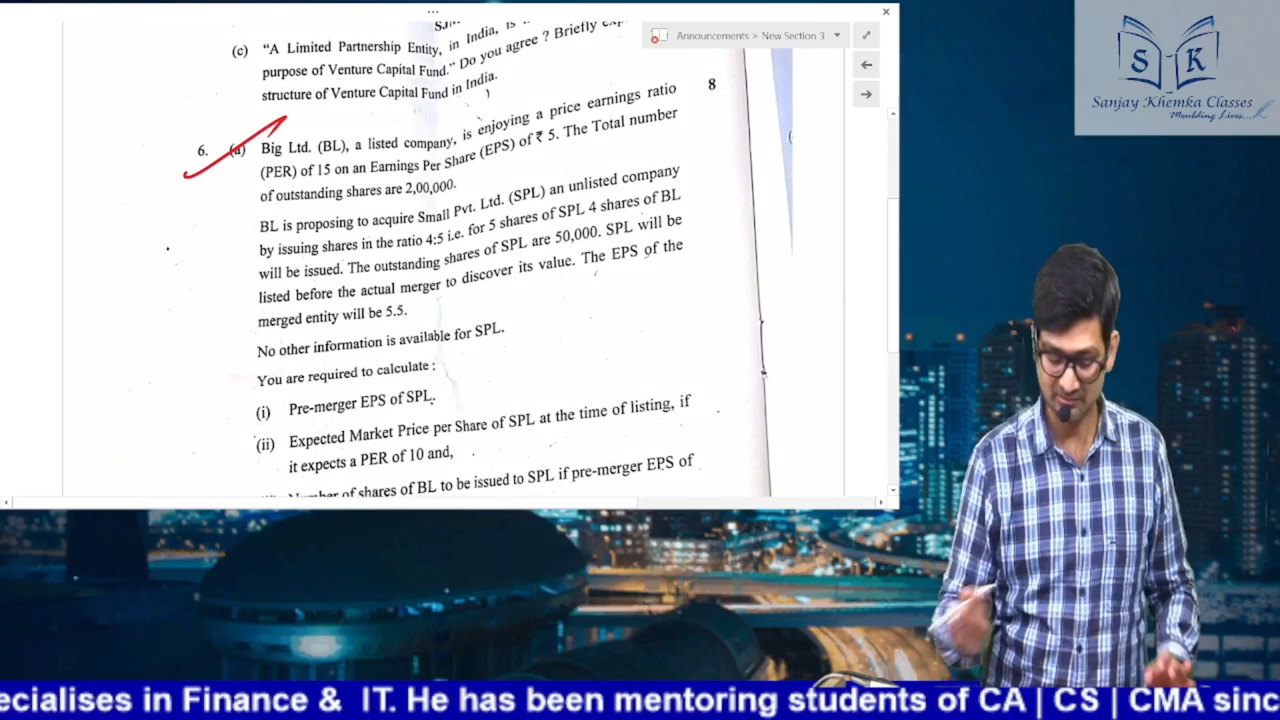 (c) "A Limited Partnership Entity, in India, is
purpose of Venture Capital Fund." Do you agree ? Briefly
structure of Venture Capital Fund in India.
8
6. (a) Big Ltd. (BL), a listed company, is enjoying a price earnings ratio
(PER) of 15 on an Earnings Per Share (EPS) of ₹ 5. The Total number
of outstanding shares are 2,00,000.
BL is proposing to acquire Small Pvt. Ltd. (SPL) an unlisted company
by issuing shares in the ratio 4:5 i.e. for 5 shares of SPL 4 shares of BL
will be issued. The outstanding shares of SPL are 50,000. SPL will be
listed before the actual merger to discover its value. The EPS of the
merged entity will be 5.5.
No other information is available for SPL.
You are required to calculate :
(i) Pre-merger EPS of SPL.
(ii) Expected Market Price per Share of SPL at the time of listing, if
it expects a PER of 10 and,
of shares of BL to be issued to SPL if pre-merger EPS of
Announcements > New Section 3
S K
Sanjay Khemka Classes
Moulding Lives...
ecialises in Finance & IT. He has been mentoring students of CA | CS | CMA sinc